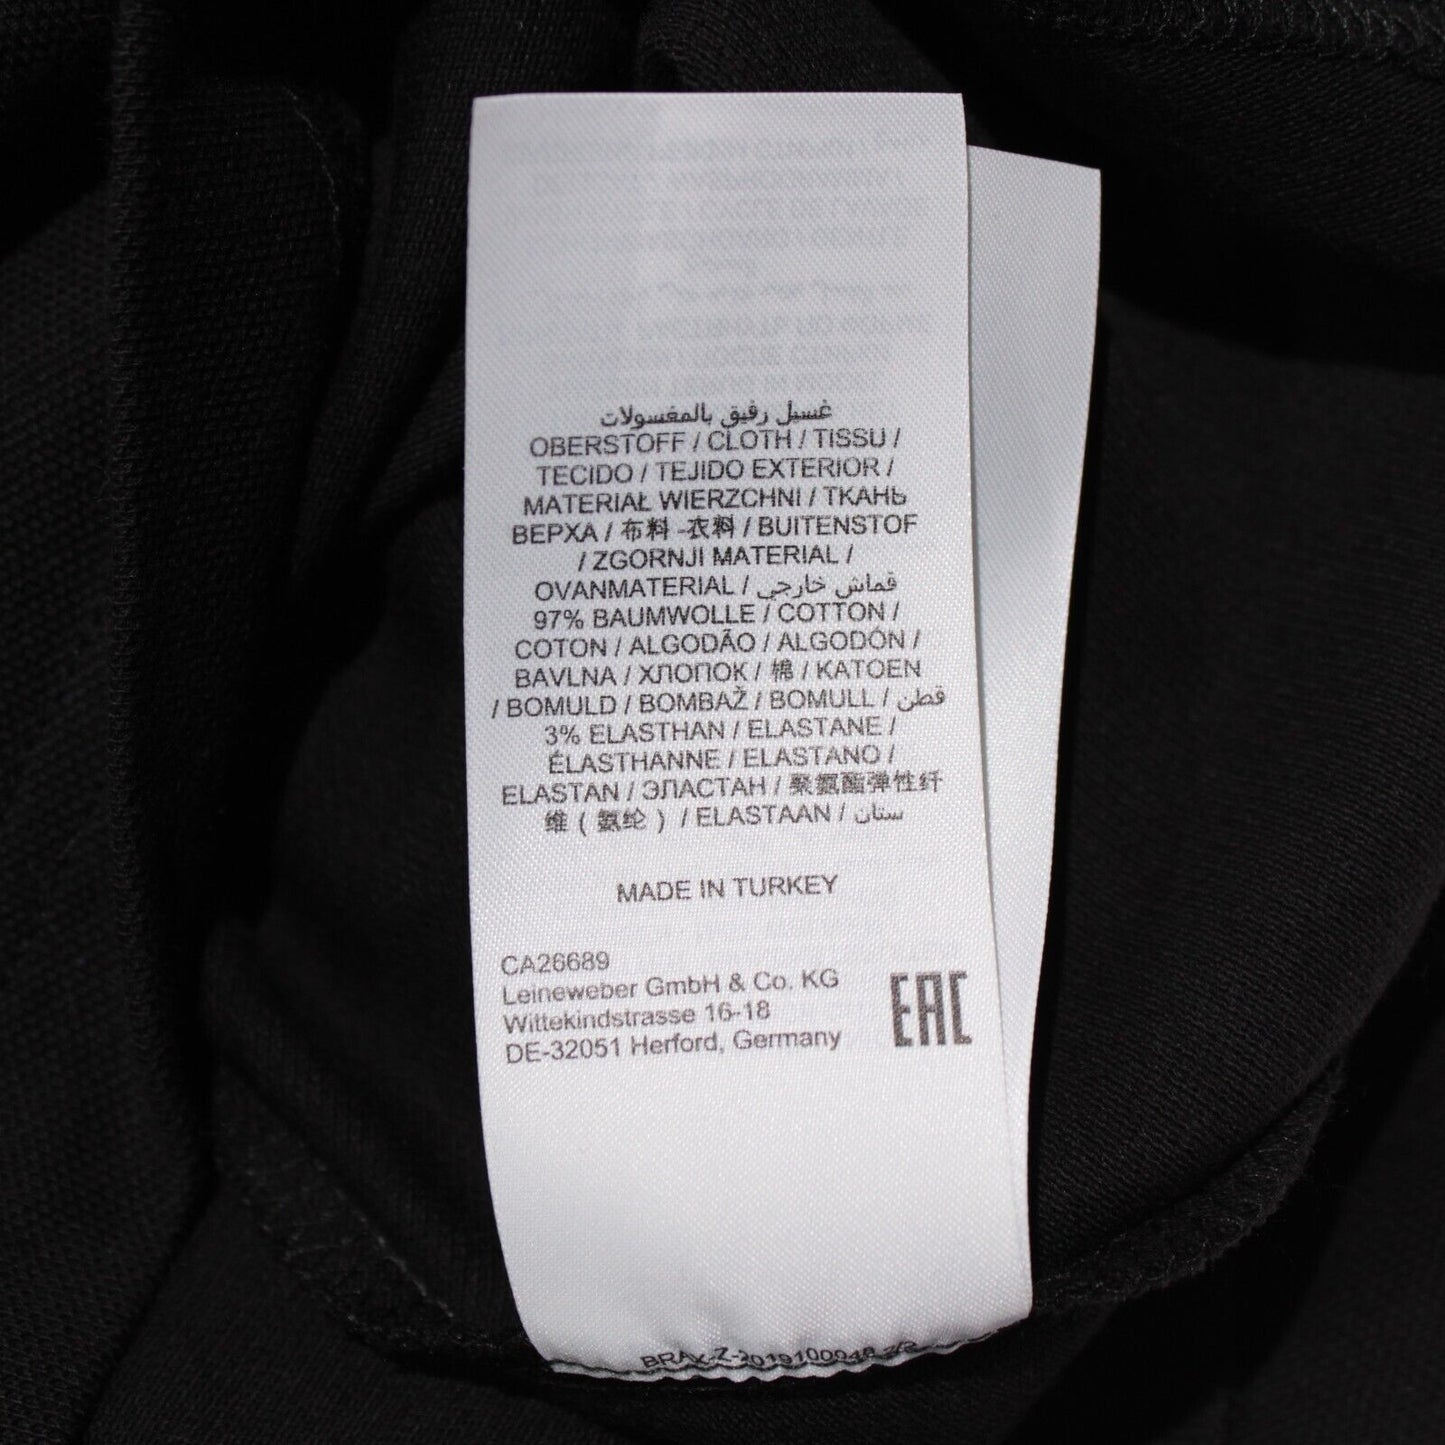 غسيل رفيق بالمغسولات
OBERSTOFF / CLOTH / TISSU /
TECIDO / TEJIDO EXTERIOR /
MATERIAŁ WIERZCHNI / ТКАНЬ
ВЕРХА / 布料 -衣料 / BUITENSTOF
/ ZGORNJI MATERIAL /
OVANMATERIAL / قماش خارجي
97% BAUMWOLLE / COTTON /
COTON / ALGODÃO / ALGODÓN /
BAVLNA / ХЛОПОК / 棉 / KATOEN
/ BOMULD / BOMBAŽ / BOMULL / قطن
3% ELASTHAN / ELASTANE /
ÉLASTHANNE / ELASTANO /
ELASTAN / ЭЛАСТАН / 聚氨酯弹性纤
维 ( 氨纶 ) / ELASTAAN / ستان
MADE IN TURKEY
CA26689
Leineweber GmbH & Co. KG
Wittekindstrasse 16-18
DE-32051 Herford, Germany
EAC